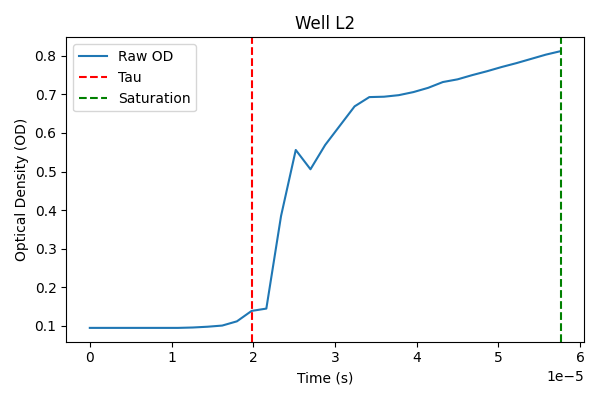 Well L2
Raw OD
Tau
Saturation
Optical Density (OD)
0.8
0.7
0.6
0.5
0.4
0.3
0.2
0.1
0 1 2 3 4 5 6
1e−5
Time (s)